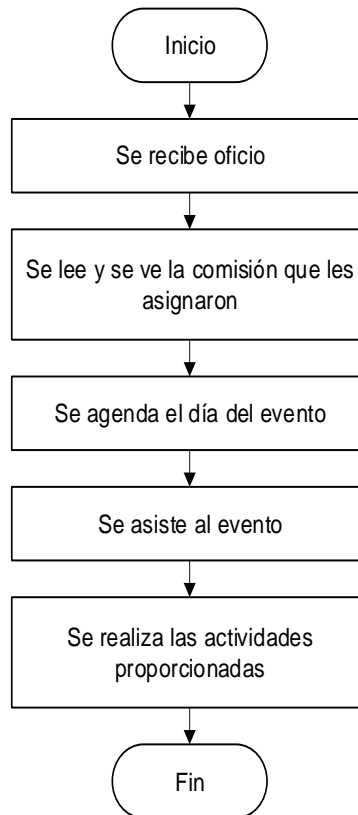 Inicio
Se recibe oficio
Se lee y se ve la comisión que les
asignaron
Se agenda el día del evento
Se asiste al evento
Se realiza las actividades
proporcionadas
Fin